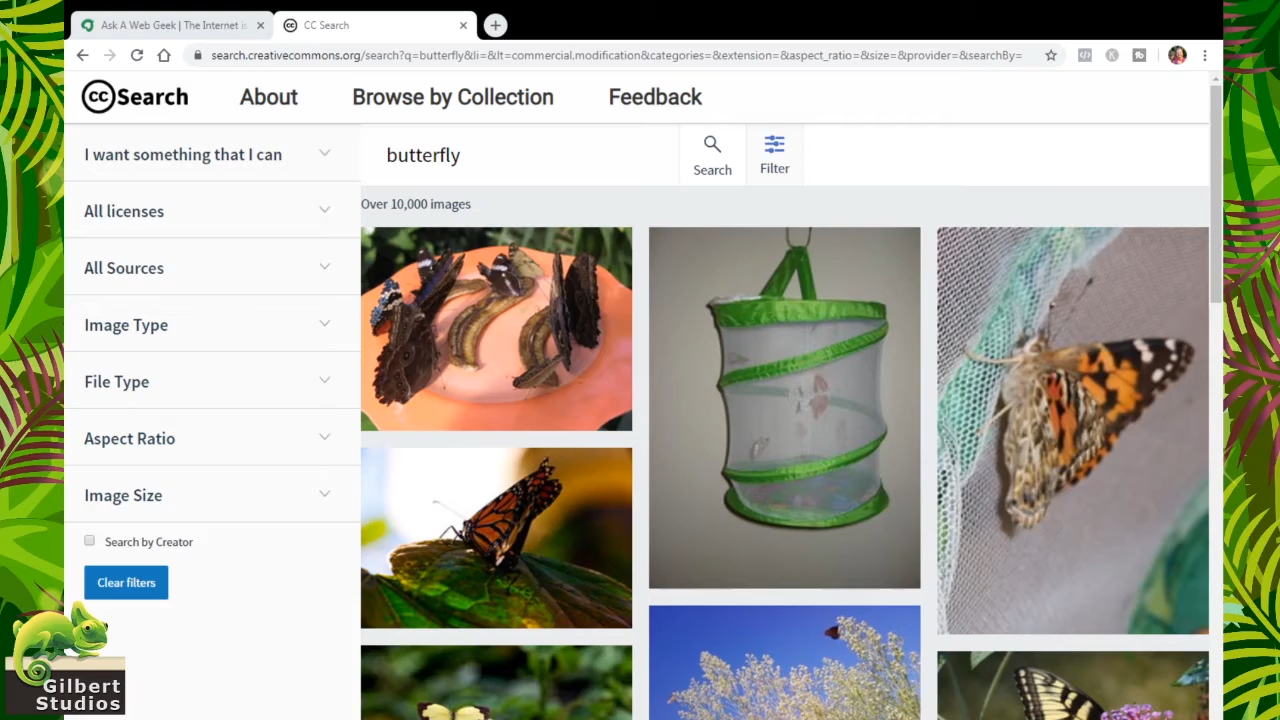 Ask A Web Geek | The Internet is
CC Search
search.creativecommons.org/search?q=butterfly&li=&lt=commercial.modification&categories=&extension=&aspect_ratio=&size=&provider=&searchBy=
cc Search
About
Browse by Collection
Feedback
I want something that I can
butterfly
Search
Filter
All licenses
Over 10,000 images
All Sources
Image Type
File Type
Aspect Ratio
Image Size
Search by Creator
Clear filters
Gilbert
Studios